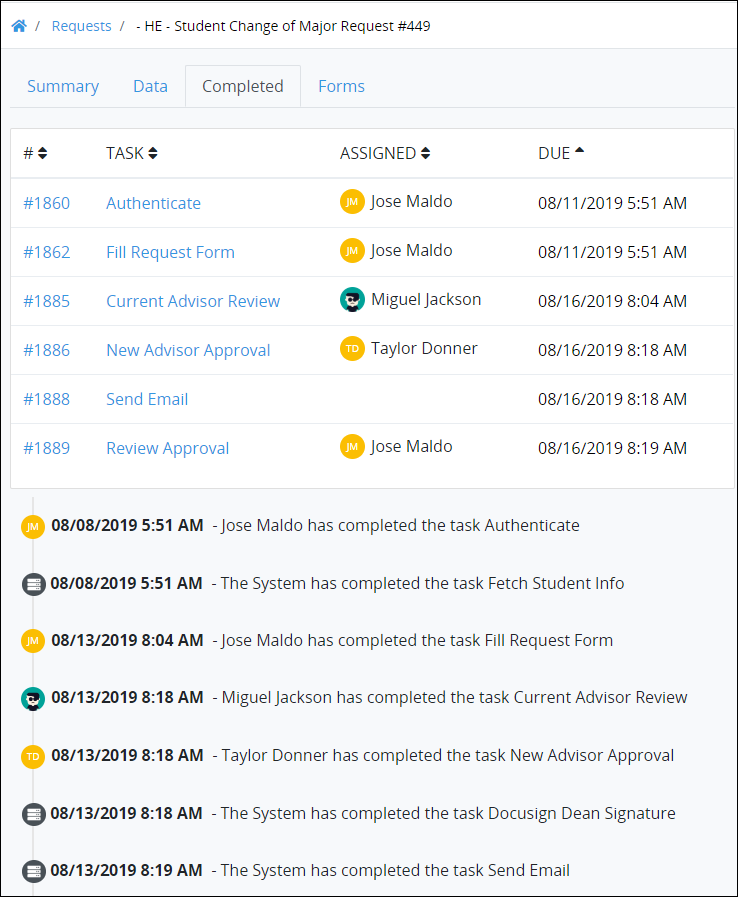 / Requests / - HE - Student Change of Major Request #449
Summary Data Completed Forms
# TASK ASSIGNED DUE
#1860 Authenticate JM Jose Maldo 08/11/2019 5:51 AM
#1862 Fill Request Form JM Jose Maldo 08/11/2019 5:51 AM
#1885 Current Advisor Review Miguel Jackson 08/16/2019 8:04 AM
#1886 New Advisor Approval TD Taylor Donner 08/16/2019 8:18 AM
#1888 Send Email 08/16/2019 8:18 AM
#1889 Review Approval JM Jose Maldo 08/16/2019 8:19 AM
JM 08/08/2019 5:51 AM - Jose Maldo has completed the task Authenticate
08/08/2019 5:51 AM - The System has completed the task Fetch Student Info
JM 08/13/2019 8:04 AM - Jose Maldo has completed the task Fill Request Form
08/13/2019 8:18 AM - Miguel Jackson has completed the task Current Advisor Review
TD 08/13/2019 8:18 AM - Taylor Donner has completed the task New Advisor Approval
08/13/2019 8:18 AM - The System has completed the task Docusign Dean Signature
08/13/2019 8:19 AM - The System has completed the task Send Email